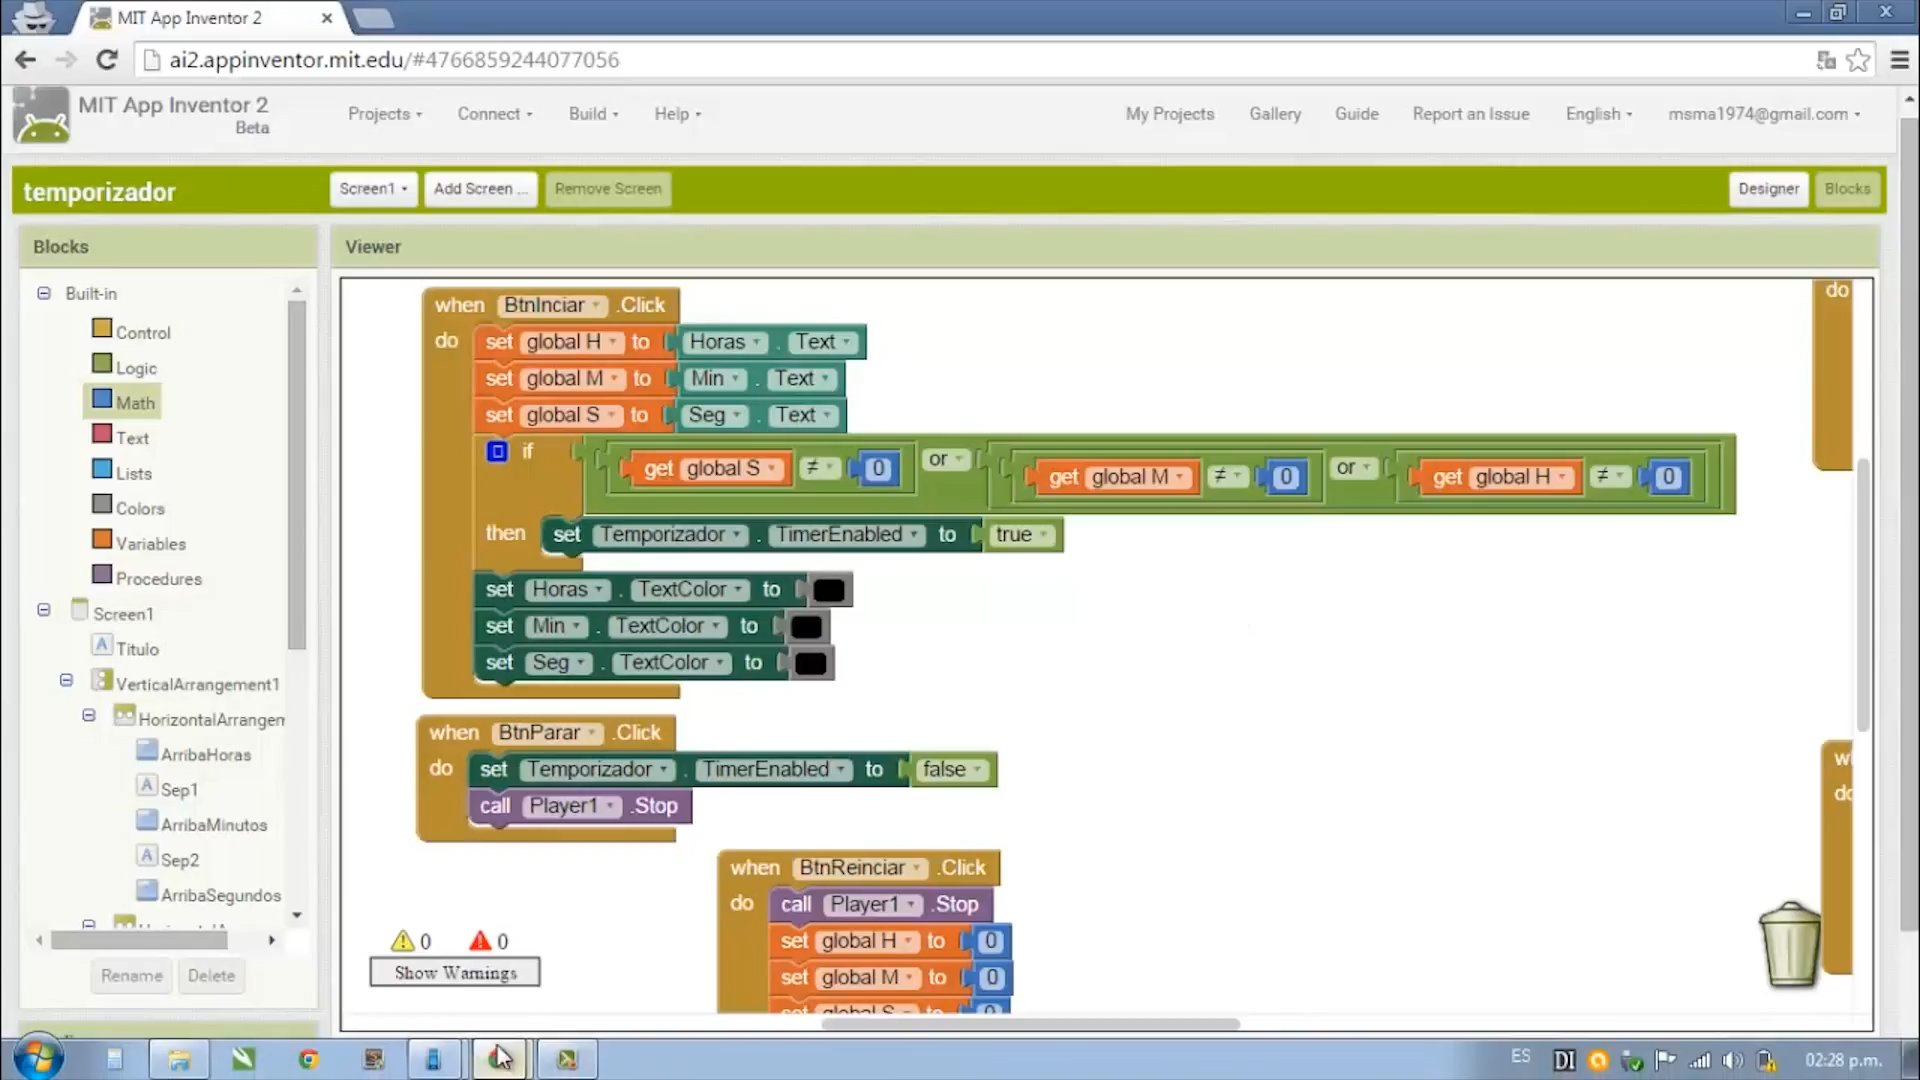 MIT App Inventor 2
ai2.appinventor.mit.edu/#4766859244077056
MIT App Inventor 2
Beta
Projects
Connect
Build
Help
My Projects
Gallery
Guide
Report an Issue
English
msma1974@gmail.com
temporizador
Screen1
Add Screen ...
Remove Screen
Designer
Blocks
Blocks
Viewer
Built-in
Control
Logic
Math
Text
Lists
Colors
Variables
Procedures
Screen1
Titulo
VerticalArrangement1
HorizontalArrangem
ArribaHoras
Sep1
ArribaMinutos
Sep2
ArribaSegundos
Rename
Delete
when BtnInciar .Click
do set global H to Horas . Text
set global M to Min . Text
set global S to Seg . Text
if get global S ≠ 0 or get global M ≠ 0 or get global H ≠ 0
then set Temporizador . TimerEnabled to true
set Horas . TextColor to
set Min . TextColor to
set Seg . TextColor to
when BtnParar .Click
do set Temporizador . TimerEnabled to false
call Player1 .Stop
when BtnReinciar .Click
do call Player1 .Stop
set global H to 0
set global M to 0
set global S to 0
do
w
do
0 0
Show Warnings
ES
DI
02:28 p.m.